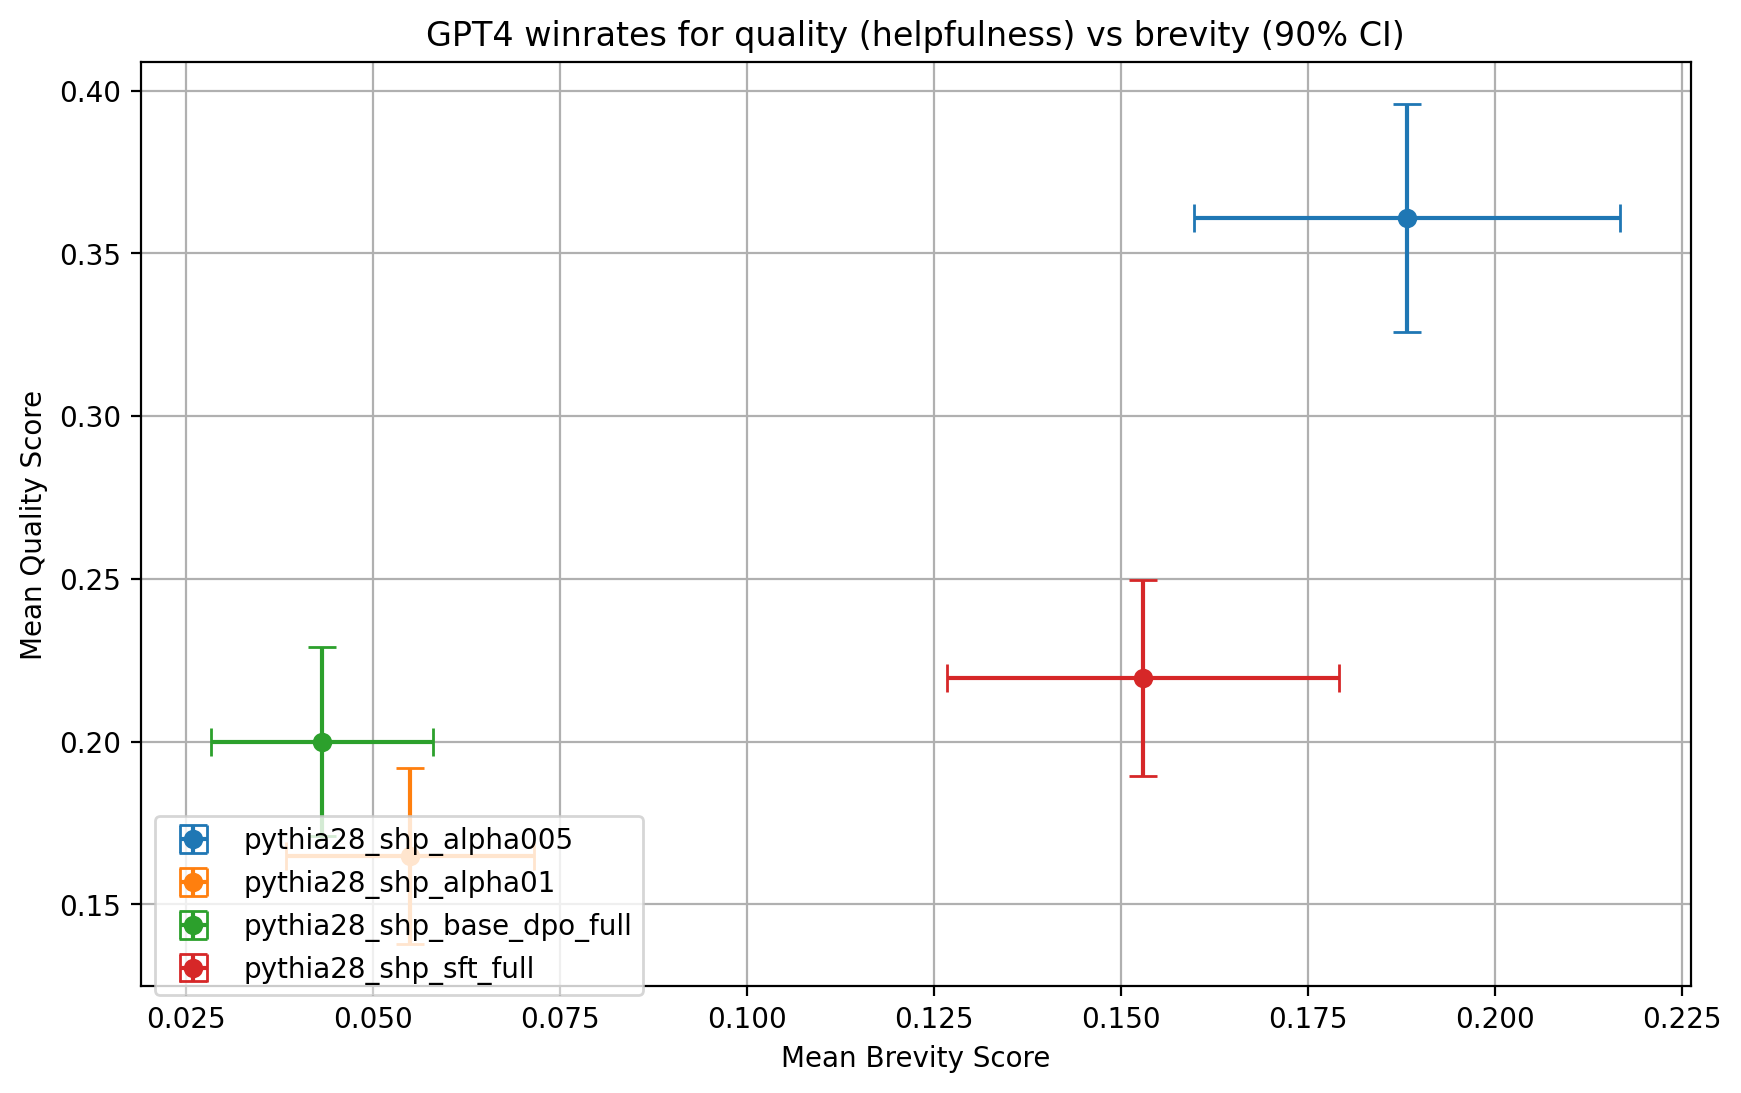 GPT4 winrates for quality (helpfulness) vs brevity (90% CI)
Mean Quality Score
0.40
0.35
0.30
0.25
0.20
0.15
pythia28_shp_alpha005
pythia28_shp_alpha01
pythia28_shp_base_dpo_full
pythia28_shp_sft_full
0.025 0.050 0.075 0.100 0.125 0.150 0.175 0.200 0.225
Mean Brevity Score